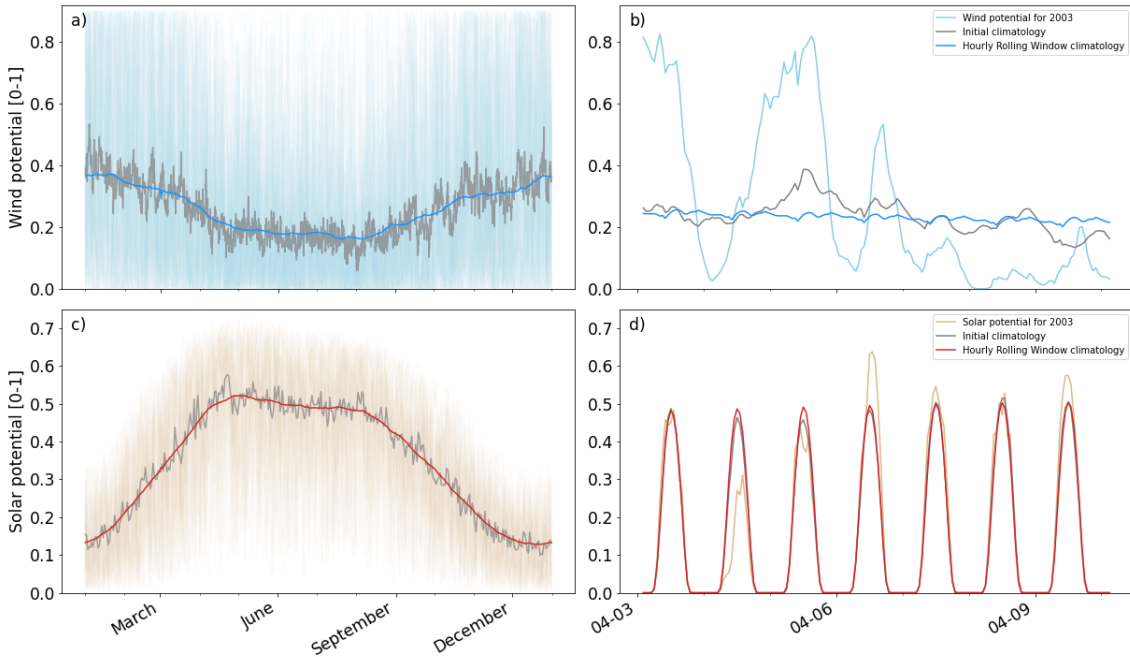 a)
Wind potential [0-1]
0.8
0.6
0.4
0.2
0.0
b)
Wind potential for 2003
Initial climatology
Hourly Rolling Window climatology
0.8
0.6
0.4
0.2
0.0
c)
Solar potential [0-1]
0.7
0.6
0.5
0.4
0.3
0.2
0.1
0.0
March
June
September
December
d)
Solar potential for 2003
Initial climatology
Hourly Rolling Window climatology
0.7
0.6
0.5
0.4
0.3
0.2
0.1
0.0
04-03
04-06
04-09